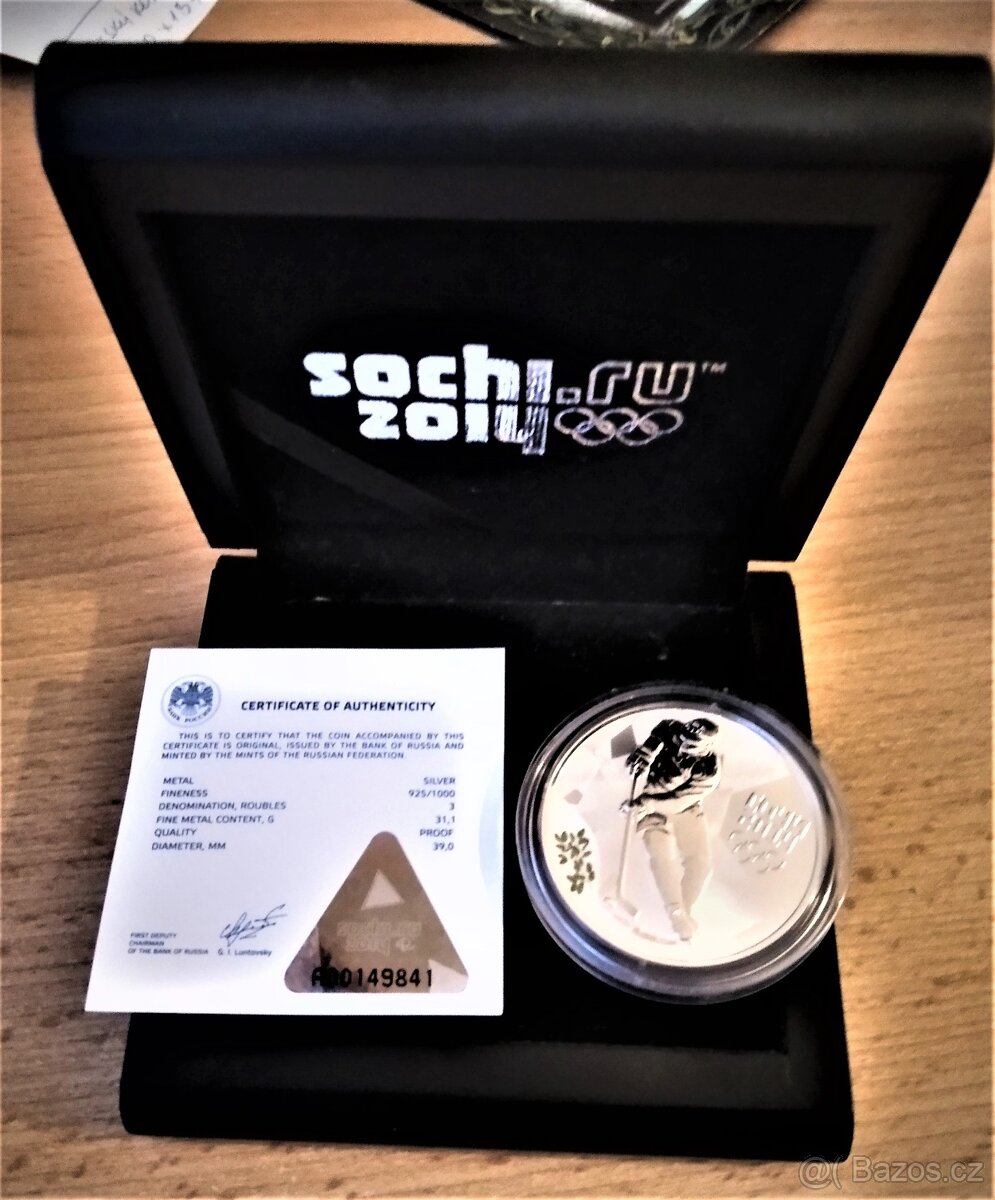 sochi.ru™
2014
CERTIFICATE OF AUTHENTICITY
THIS IS TO CERTIFY THAT THE COIN ACCOMPANIED BY THIS
CERTIFICATE IS ORIGINAL, ISSUED BY THE BANK OF RUSSIA AND
MINTED BY THE MINTS OF THE RUSSIAN FEDERATION.
METAL SILVER
FINENESS 925/1000
DENOMINATION, ROUBLES 3
FINE METAL CONTENT, G 31,1
QUALITY PROOF
DIAMETER, MM 39,0
FIRST DEPUTY
CHAIRMAN
OF THE BANK OF RUSSIA G. I. Luntovsky
A00149841
@( Bazos.cz